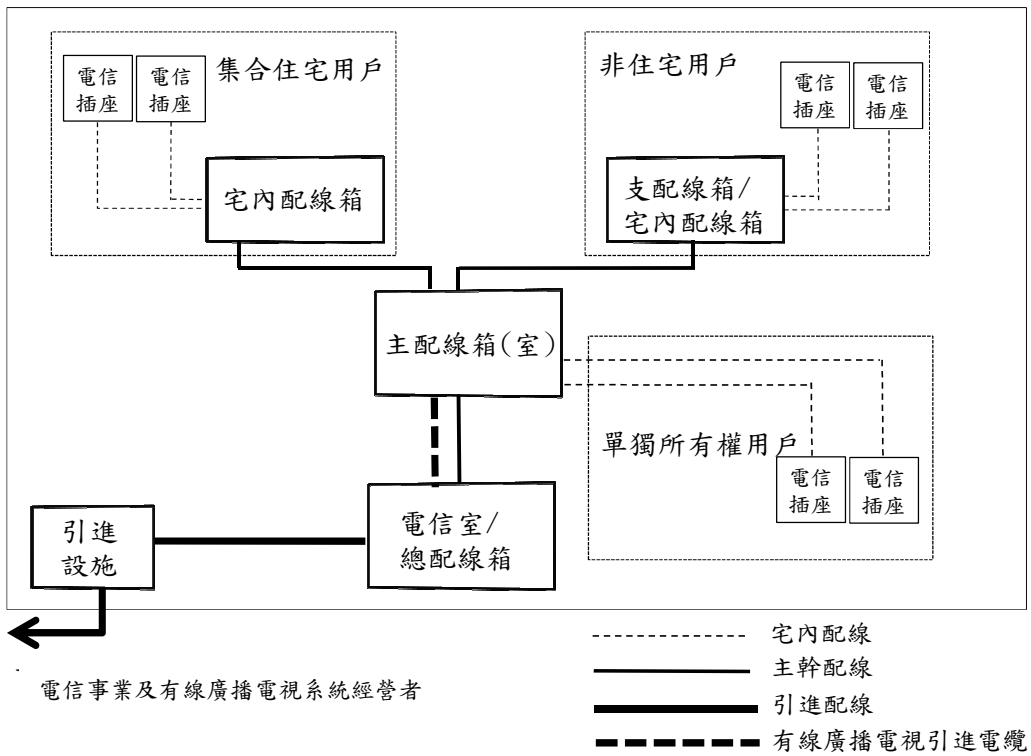 集合住宅用戶
電信
插座
電信
插座
宅內配線箱
非住宅用戶
電信
插座
電信
插座
支配線箱/
宅內配線箱
主配線箱(室)
單獨所有權用戶
電信
插座
電信
插座
電信室/
總配線箱
引進
設施
電信事業及有線廣播電視系統經營者
宅內配線
主幹配線
引進配線
有線廣播電視引進電纜